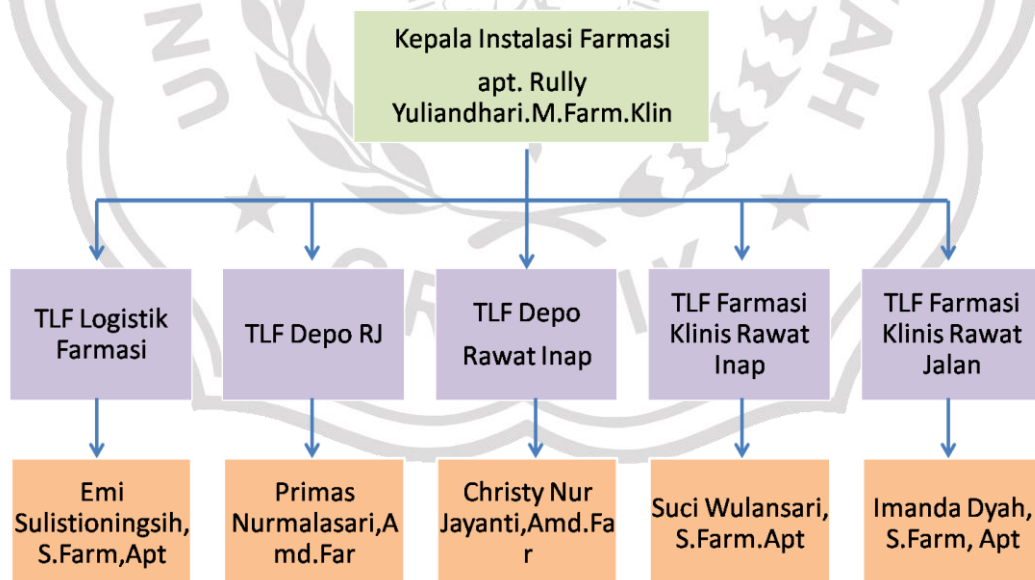 Kepala Instalasi Farmasi
apt. Rully
Yuliandhari.M.Farm.Klin
TLF Logistik
Farmasi
TLF Depo RJ
TLF Depo
Rawat Inap
TLF Farmasi
Klinis Rawat
Inap
TLF Farmasi
Klinis Rawat
Jalan
Emi
Sulistioningsih,
S.Farm,Apt
Primas
Nurmalasari,A
md.Far
Christy Nur
Jayanti,Amd.Fa
r
Suci Wulansari,
S.Farm.Apt
Imanda Dyah,
S.Farm, Apt